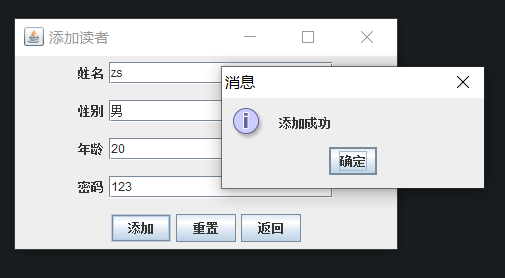 添加读者
姓名 zs
性别 男
年龄 20
密码 123
添加 重置 返回
消息
添加成功
确定